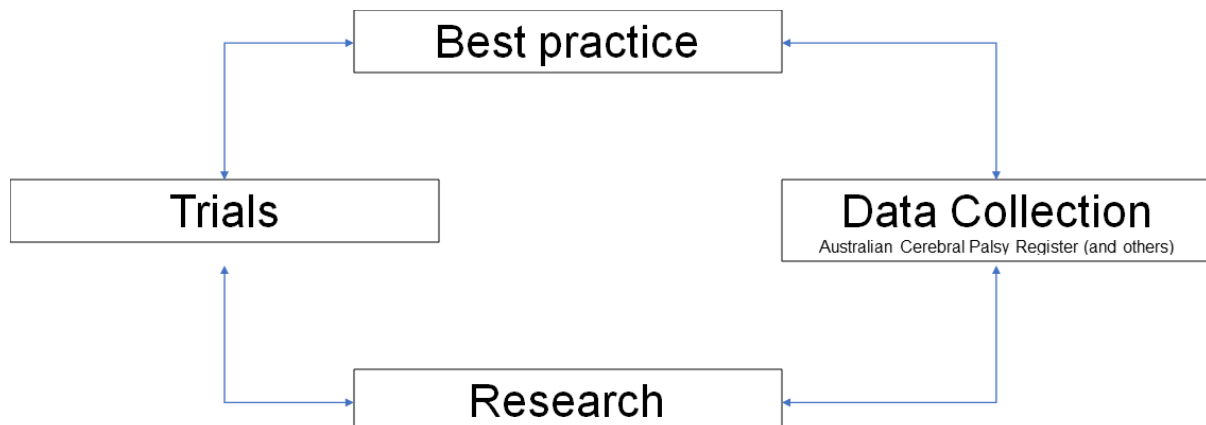 Best practice
Trials
Data Collection
Australian Cerebral Palsy Register (and others)
Research